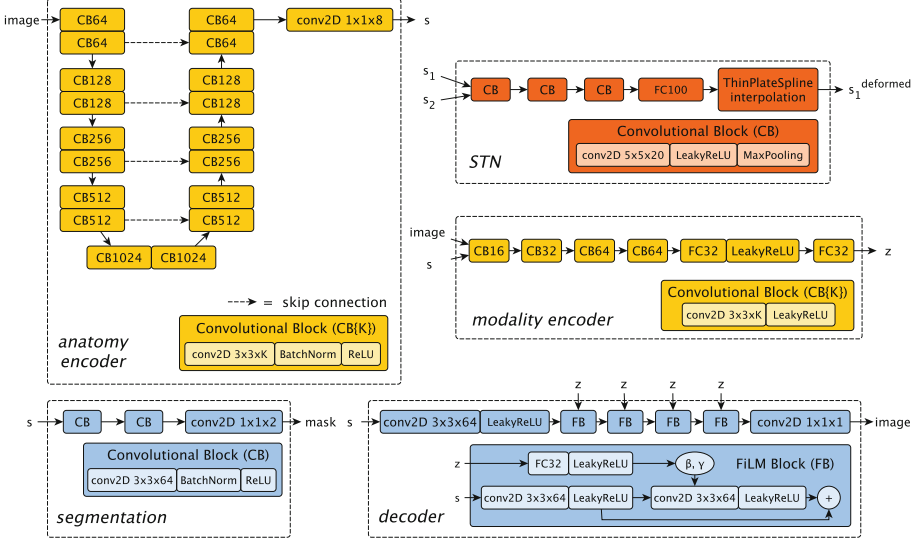 image
CB64
CB64
CB128
CB128
CB256
CB256
CB512
CB512
CB1024
CB1024
CB512
CB512
CB256
CB256
CB128
CB128
CB64
CB64
conv2D 1x1x8
s
= skip connection
Convolutional Block (CB{K})
conv2D 3x3xK
BatchNorm
ReLU
anatomy
encoder
s1
s2
CB
CB
CB
FC100
ThinPlateSpline
interpolation
s1 deformed
Convolutional Block (CB)
conv2D 5x5x20
LeakyReLU
MaxPooling
STN
image
s
CB16
CB32
CB64
CB64
FC32
LeakyReLU
FC32
z
Convolutional Block (CB{K})
conv2D 3x3xK
LeakyReLU
modality encoder
s
CB
CB
conv2D 1x1x2
mask
Convolutional Block (CB)
conv2D 3x3x64
BatchNorm
ReLU
segmentation
z
z
z
z
s
conv2D 3x3x64
LeakyReLU
FB
FB
FB
FB
conv2D 1x1x1
image
z
FC32
LeakyReLU
β, γ
FiLM Block (FB)
s
conv2D 3x3x64
LeakyReLU
conv2D 3x3x64
LeakyReLU
+
decoder